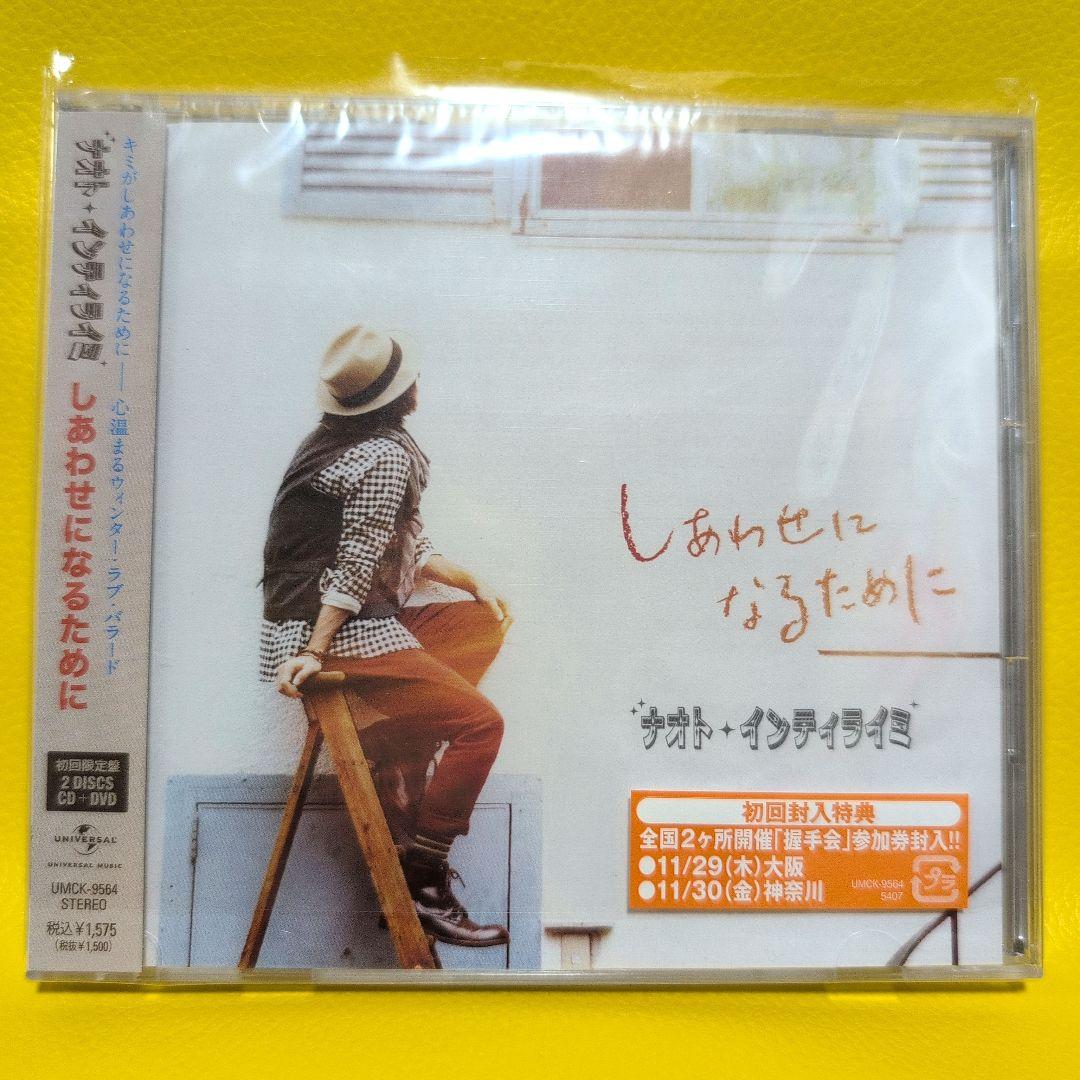 キミがしあわせになるために── 心温まるウィンター・ラブ・バラード
ナオト・インティライミ
しあわせになるために
初回限定盤
2 DISCS
CD+DVD
UNIVERSAL
UNIVERSAL MUSIC
UMCK-9564
STEREO
税込¥1,575
(税抜¥1,500)
しあわせに
なるために
ナオト・インティライミ
初回封入特典
全国2ヶ所開催「握手会」参加券封入!!
●11/29(木)大阪
●11/30(金)神奈川
UMCK-9564
5407
プラ